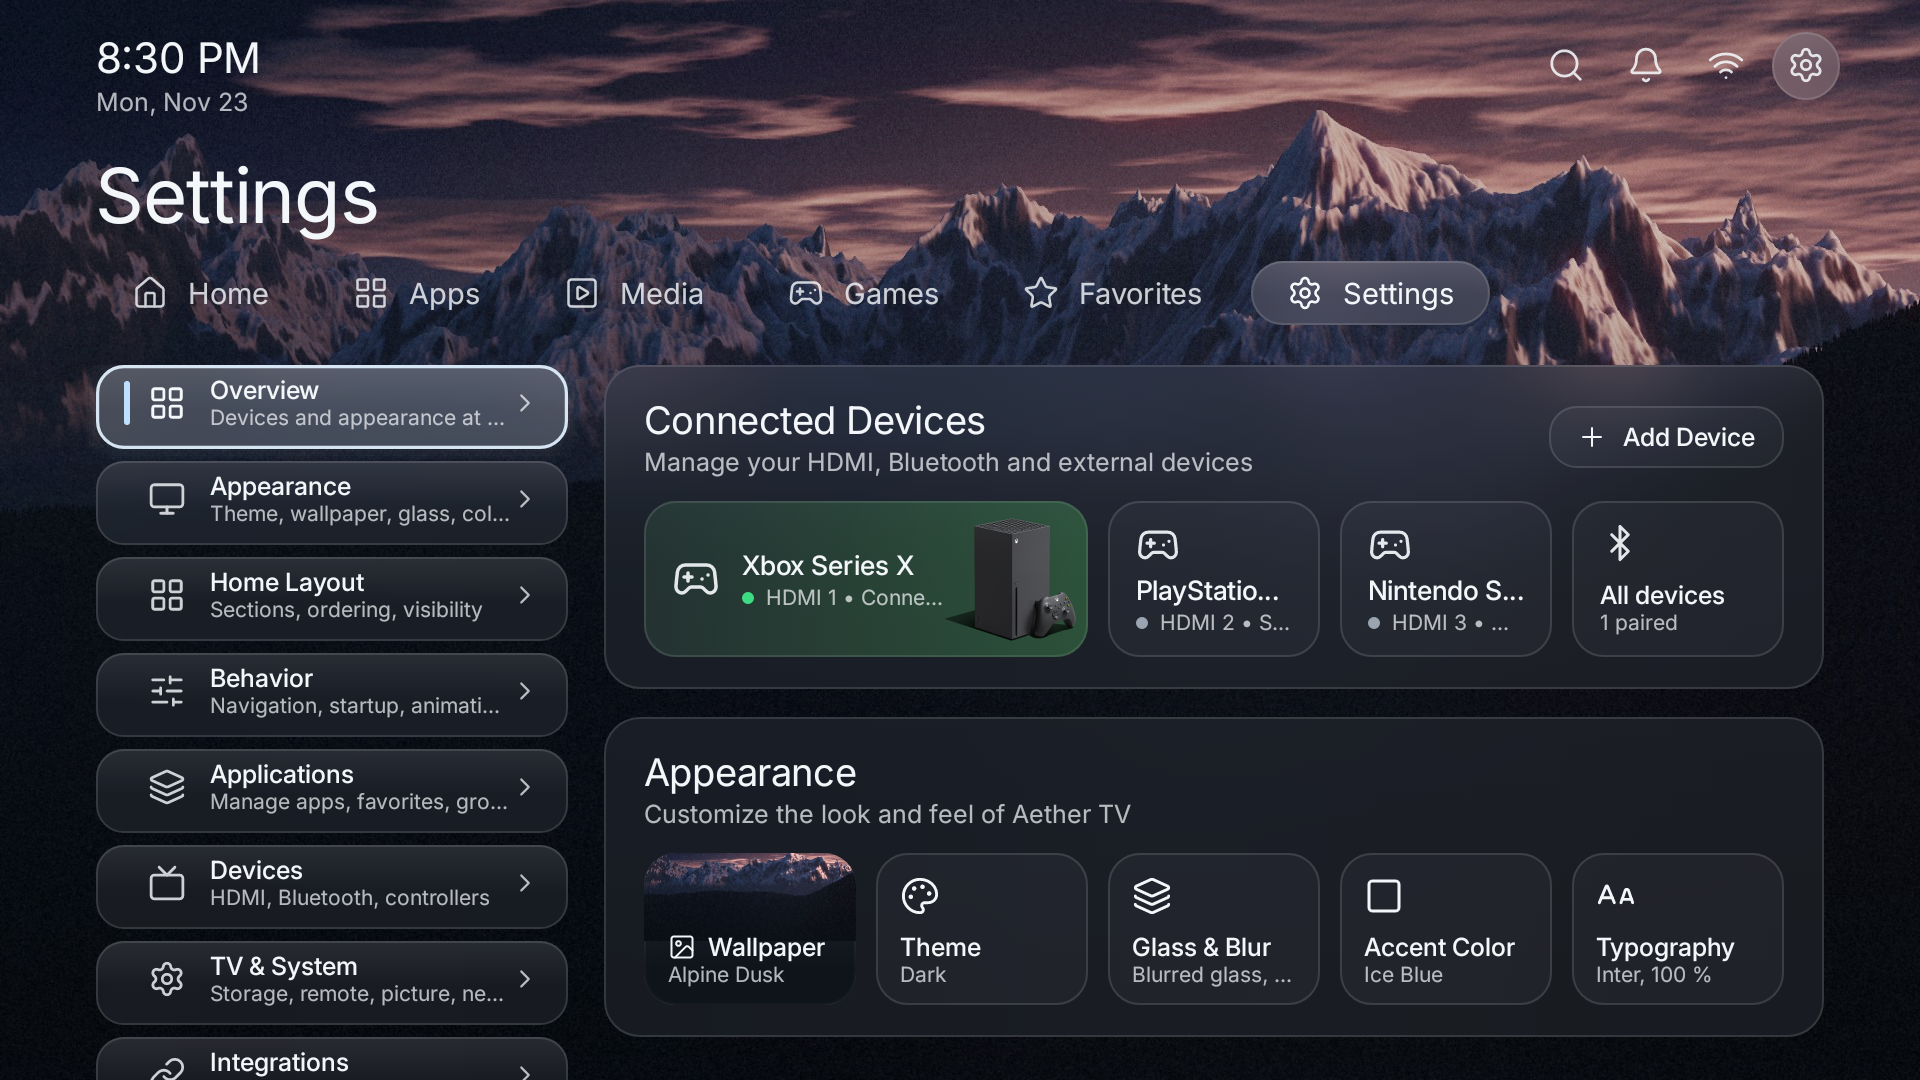 8:30 PM
Mon, Nov 23
Settings
Home
Apps
Media
Games
Favorites
Settings
Overview
Devices and appearance at ...
Appearance
Theme, wallpaper, glass, col...
Home Layout
Sections, ordering, visibility
Behavior
Navigation, startup, animati...
Applications
Manage apps, favorites, gro...
Devices
HDMI, Bluetooth, controllers
TV & System
Storage, remote, picture, ne...
Integrations
Connected Devices
Manage your HDMI, Bluetooth and external devices
Add Device
Xbox Series X
HDMI 1 • Conne...
PlayStatio...
HDMI 2 • S...
Nintendo S...
HDMI 3 • ...
All devices
1 paired
Appearance
Customize the look and feel of Aether TV
Wallpaper
Alpine Dusk
Theme
Dark
Glass & Blur
Blurred glass, ...
Accent Color
Ice Blue
AA
Typography
Inter, 100 %